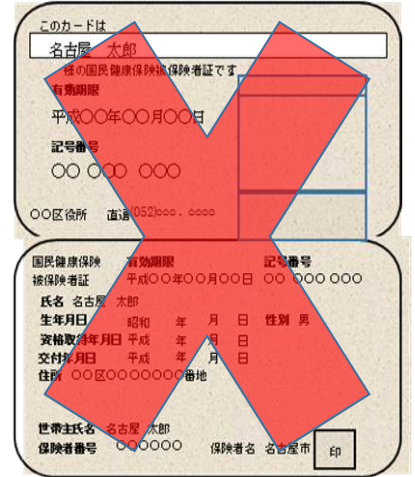 このカードは
名古屋 太郎
様の国民健康保険被保険者証です
有効期限
平成〇〇年〇〇月〇〇日
記号番号
〇〇 〇〇〇 〇〇〇
〇〇区役所 直通(052)○○○-○○○○
国民健康保険 有効期限 記号番号
被保険者証 平成〇〇年〇〇月〇〇日 〇〇 〇〇〇 〇〇〇
氏名 名古屋 太郎
生年月日 昭和 年 月 日 性別 男
資格取得年月日 平成 年 月 日
交付年月日 平成 年 月 日
住所 〇〇区〇〇〇〇〇〇〇番地
世帯主氏名 名古屋 太郎
保険者番号 〇〇〇〇〇〇 保険者名 名古屋市 印